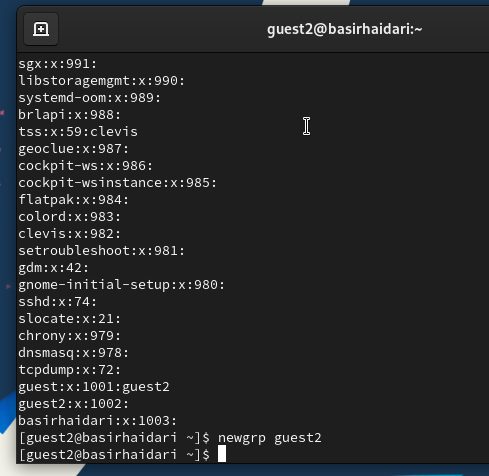 guest2@basirhaidari:~
sgx:x:991:
libstoragemgmt:x:990:
systemd-oom:x:989:
brlapi:x:988:
tss:x:59:clevis
geoclue:x:987:
cockpit-ws:x:986:
cockpit-wsinstance:x:985:
flatpak:x:984:
colord:x:983:
clevis:x:982:
setroubleshoot:x:981:
gdm:x:42:
gnome-initial-setup:x:980:
sshd:x:74:
slocate:x:21:
chrony:x:979:
dnsmasq:x:978:
tcpdump:x:72:
guest:x:1001:guest2
guest2:x:1002:
basirhaidari:x:1003:
[guest2@basirhaidari ~]$ newgrp guest2
[guest2@basirhaidari ~]$